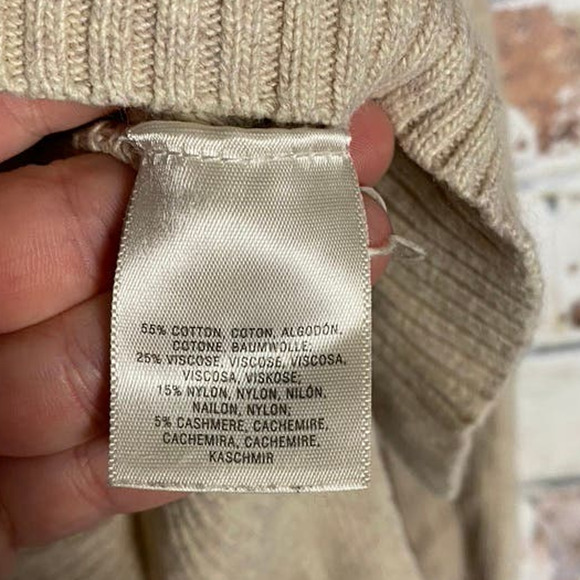 55% COTTON, COTON, ALGODÓN,
COTONE, BAUMWOLLE;
25% VISCOSE, VISCOSE, VISCOSA,
VISCOSA, VISKOSE;
15% NYLON, NYLON, NILÓN,
NAILON, NYLON;
5% CASHMERE, CACHEMIRE,
CACHEMIRA, CACHEMIRE,
KASCHMIR